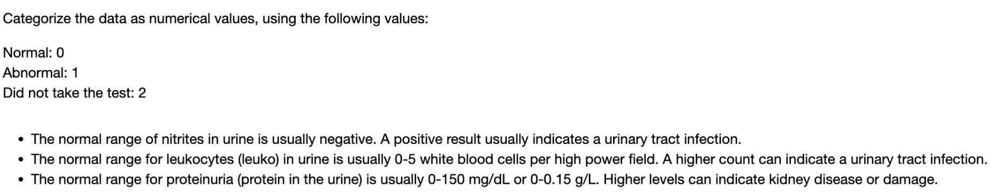 Categorize the data as numerical values, using the following values:
Normal: 0
Abnormal: 1
Did not take the test: 2
• The normal range of nitrites in urine is usually negative. A positive result usually indicates a urinary tract infection.
• The normal range for leukocytes (leuko) in urine is usually 0-5 white blood cells per high power field. A higher count can indicate a urinary tract infection.
• The normal range for proteinuria (protein in the urine) is usually 0-150 mg/dL or 0-0.15 g/L. Higher levels can indicate kidney disease or damage.